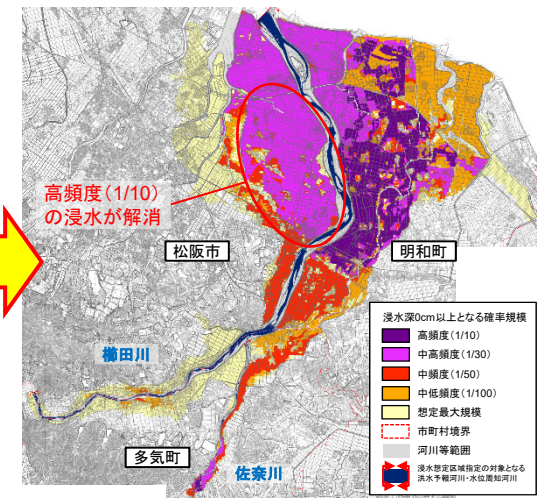 高頻度(1/10)
の浸水が解消
松阪市
明和町
櫛田川
多気町
佐奈川
浸水深0cm以上となる確率規模
高頻度(1/10)
中高頻度(1/30)
中頻度(1/50)
中低頻度(1/100)
想定最大規模
市町村境界
河川等範囲
浸水想定区域指定の対象となる
洪水予報河川・水位周知河川